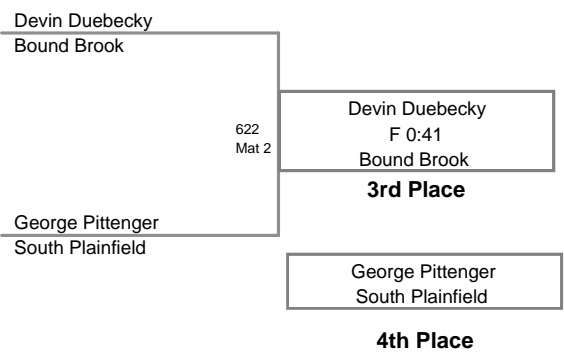 Devin Duebecky
Bound Brook
622
Mat 2
Devin Duebecky
F 0:41
Bound Brook
3rd Place
George Pittenger
South Plainfield
George Pittenger
South Plainfield
4th Place